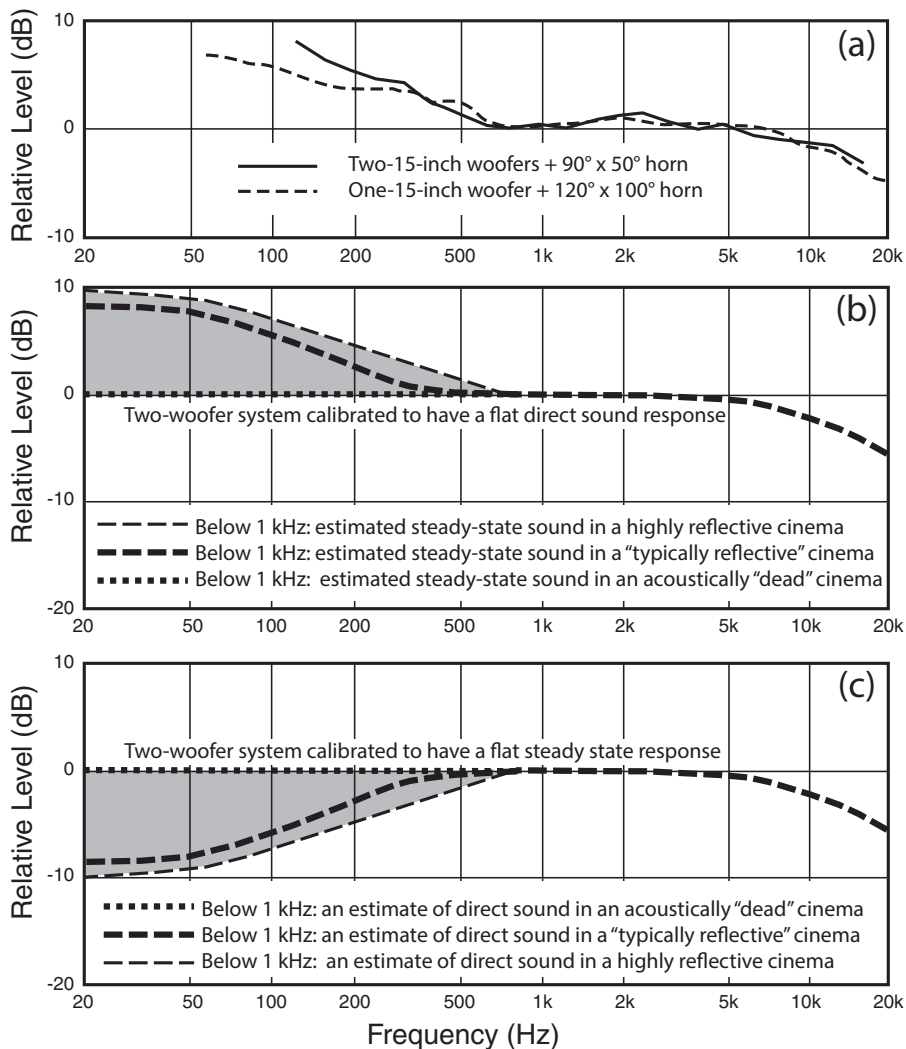 Relative Level (dB)
10
0
-10
(a)
Two-15-inch woofers + 90° x 50° horn
One-15-inch woofer + 120° x 100° horn
20 50 100 200 500 1k 2k 5k 10k 20k
Relative Level (dB)
10
0
-10
-20
(b)
Two-woofer system calibrated to have a flat direct sound response
Below 1 kHz: estimated steady-state sound in a highly reflective cinema
Below 1 kHz: estimated steady-state sound in a “typically reflective” cinema
Below 1 kHz: estimated steady-state sound in an acoustically “dead” cinema
20 50 100 200 500 1k 2k 5k 10k 20k
Relative Level (dB)
10
0
-10
-20
(c)
Two-woofer system calibrated to have a flat steady state response
Below 1 kHz: an estimate of direct sound in an acoustically “dead” cinema
Below 1 kHz: an estimate of direct sound in a “typically reflective” cinema
Below 1 kHz: an estimate of direct sound in a highly reflective cinema
20 50 100 200 500 1k 2k 5k 10k 20k
Frequency (Hz)